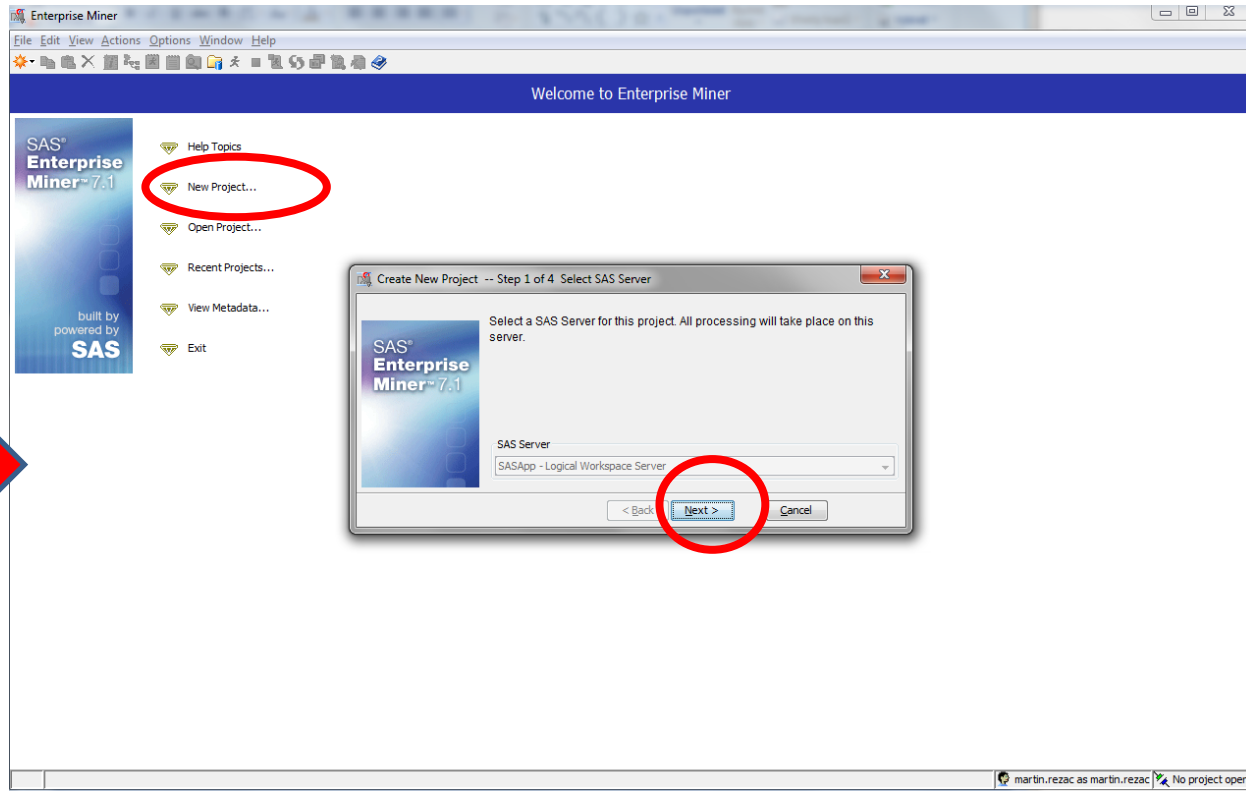 Enterprise Miner
File Edit View Actions Options Window Help
Welcome to Enterprise Miner
SAS®
Enterprise
Miner™ 7.1
built by
powered by
SAS
Help Topics
New Project...
Open Project...
Recent Projects...
View Metadata...
Exit
Create New Project -- Step 1 of 4 Select SAS Server
SAS®
Enterprise
Miner™ 7.1
Select a SAS Server for this project. All processing will take place on this
server.
SAS Server
SASApp - Logical Workspace Server
< Back Next > Cancel
martin.rezac as martin.rezac No project open